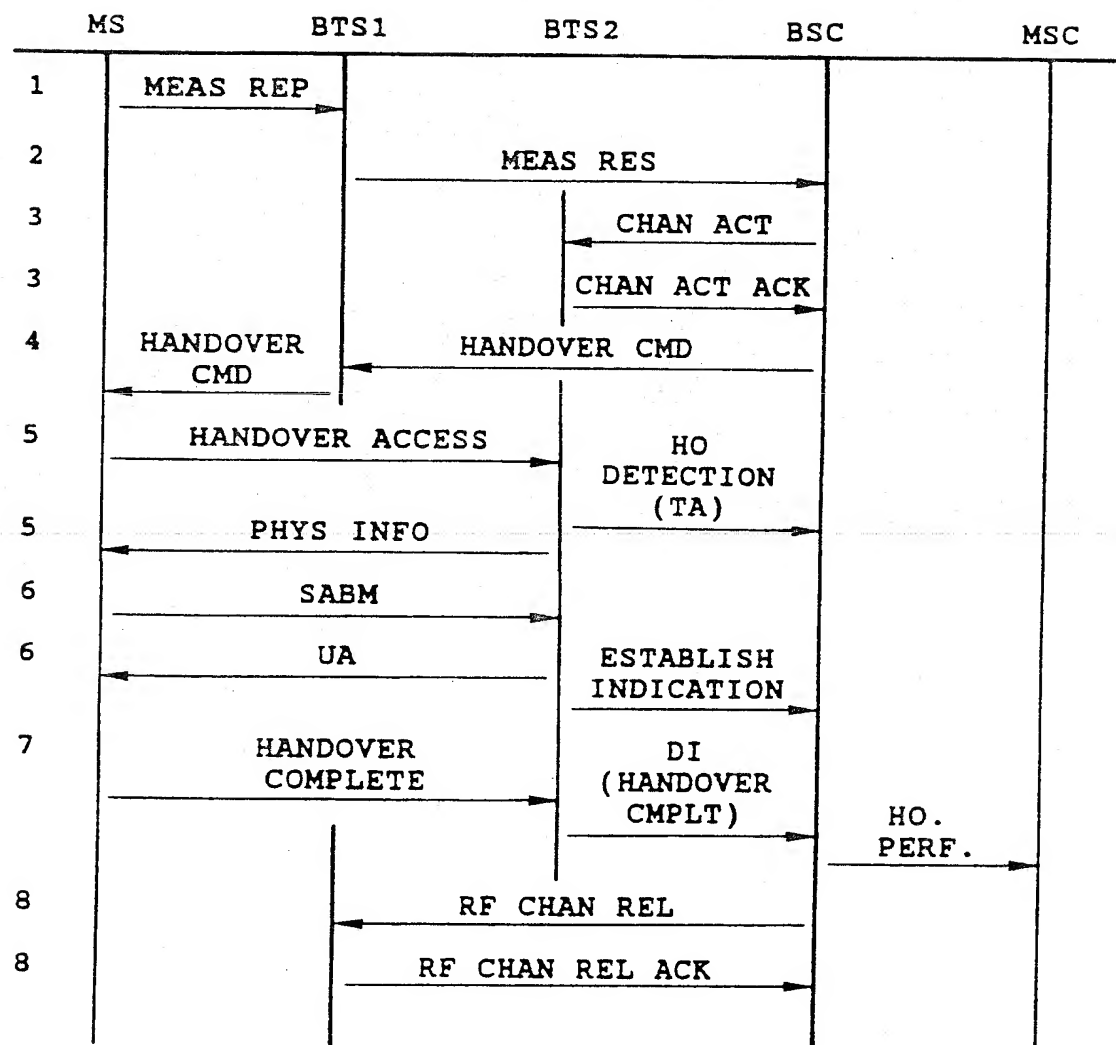 MS BTS1 BTS2 BSC MSC
1 MEAS REP
2 MEAS RES
3 CHAN ACT
3 CHAN ACT ACK
4 HANDOVER CMD
HANDOVER CMD
5 HANDOVER ACCESS
HO
DETECTION
(TA)
5 PHYS INFO
6 SABM
6 UA
ESTABLISH
INDICATION
7 HANDOVER
COMPLETE
DI
(HANDOVER
CMPLT)
HO.
PERF.
8 RF CHAN REL
8 RF CHAN REL ACK